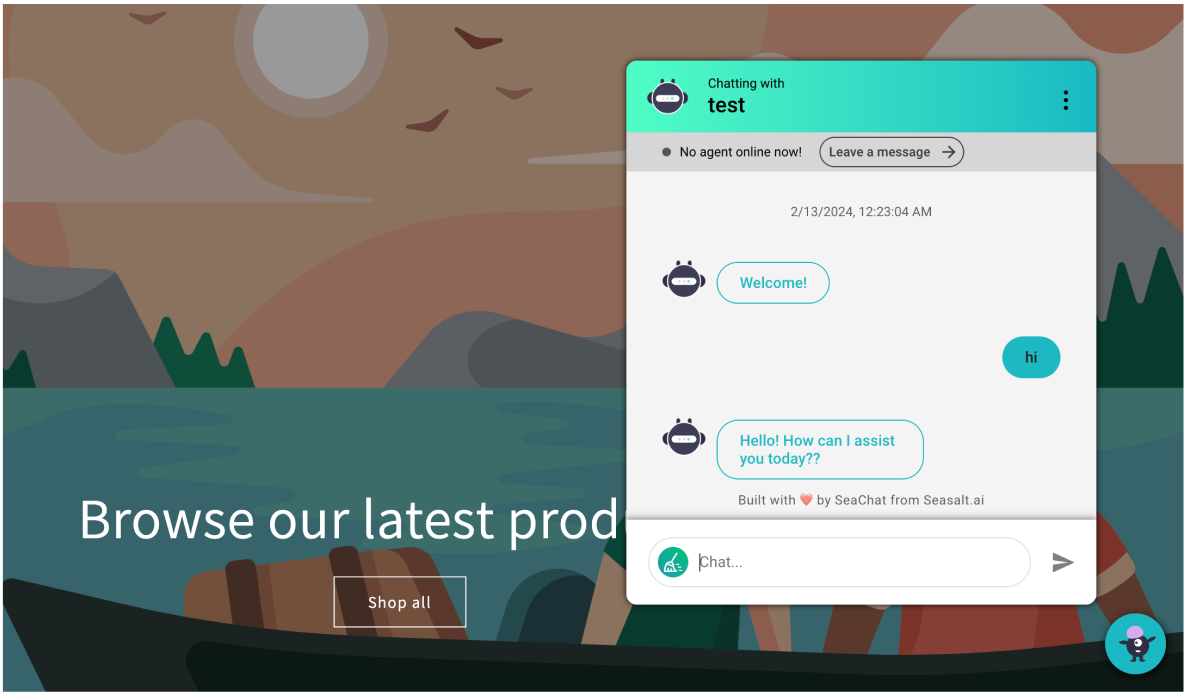 Chatting with
test
No agent online now!
Leave a message
2/13/2024, 12:23:04 AM
Welcome!
hi
Hello! How can I assist
you today??
Built with ❤️ by SeaChat from Seasalt.ai
Chat...
Browse our latest prod
Shop all